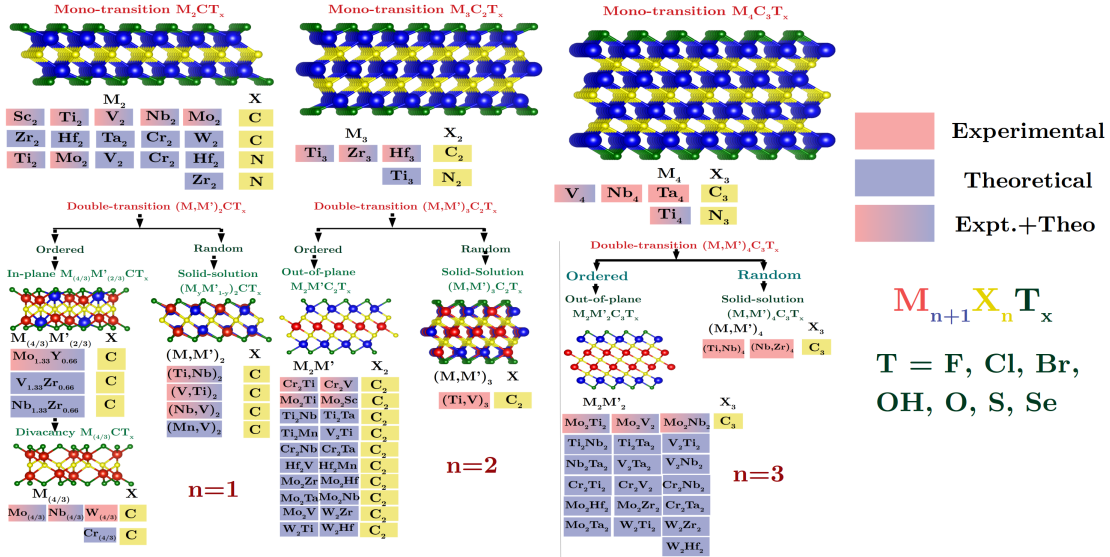 Mono-transition M₂CTₓ
M₂ X
Sc₂ Ti₂ V₂ Nb₂ Mo₂ C
Zr₂ Hf₂ Ta₂ Cr₂ W₂ C
Ti₂ Mo₂ V₂ Cr₂ Hf₂ N
Zr₂ N
Mono-transition M₃C₂Tₓ
M₃ X₂
Ti₃ Zr₃ Hf₃ C₂
Ti₃ N₂
Mono-transition M₄C₃Tₓ
M₄ X₃
V₄ Nb₄ Ta₄ C₃
Ti₄ N₃
Experimental
Theoretical
Expt.+Theo
Double-transition (M,M')₂CTₓ
Ordered
In-plane M₍₄/₃₎M'₍₂/₃₎CTₓ
M₍₄/₃₎M'₍₂/₃₎ X
Mo₁.₃₃Y₀.₆₆ C
V₁.₃₃Zr₀.₆₆ C
Nb₁.₃₃Zr₀.₆₆ C
Divacancy M₍₄/₃₎CTₓ
M₍₄/₃₎ X
Mo₍₄/₃₎ Nb₍₄/₃₎ W₍₄/₃₎ C
Cr₍₄/₃₎ C
Random
Solid-solution
(MᵧM'₁₋ᵧ)₂CTₓ
(M,M')₂ X
(Ti,Nb)₂ C
(V,Ti)₂ C
(Nb,V)₂ C
(Mn,V)₂ C
n=1
Double-transition (M,M')₃C₂Tₓ
Ordered
Out-of-plane
M₂M'C₂Tₓ
M₂M' X₂
Cr₂Ti Cr₂V C₂
Mo₂Ti Mo₂Sc C₂
Ti₂Nb Ti₂Ta C₂
Ti₂Mn V₂Ti C₂
Cr₂Nb Cr₂Ta C₂
Hf₂V Hf₂Mn C₂
Mo₂Zr Mo₂Hf C₂
Mo₂Ta Mo₂Nb C₂
Mo₂V W₂Zr C₂
W₂Ti W₂Hf C₂
Random
Solid-Solution
(M,M')₃C₂Tₓ
(M,M')₃ X
(Ti,V)₃ C₂
n=2
Double-transition (M,M')₄C₃Tₓ
Ordered
Out-of-plane
M₂M'₂C₃Tₓ
M₂M'₂ X₃
Mo₂Ti₂ Mo₂V₂ Mo₂Nb₂ C₃
Ti₂Nb₂ Ti₂Ta₂ V₂Ti₂
Nb₂Ta₂ V₂Ta₂ V₂Nb₂
Cr₂Ti₂ Cr₂V₂ Cr₂Nb₂
Mo₂Hf₂ Mo₂Zr₂ Cr₂Ta₂
Mo₂Ta₂ W₂Ti₂ W₂Zr₂
W₂Hf₂
Random
Solid-solution
(M,M')₄C₃Tₓ
(M,M')₄ X₃
(Ti,Nb)₄ (Nb,Zr)₄ C₃
n=3
Mₙ₊₁XₙTₓ
T = F, Cl, Br,
OH, O, S, Se